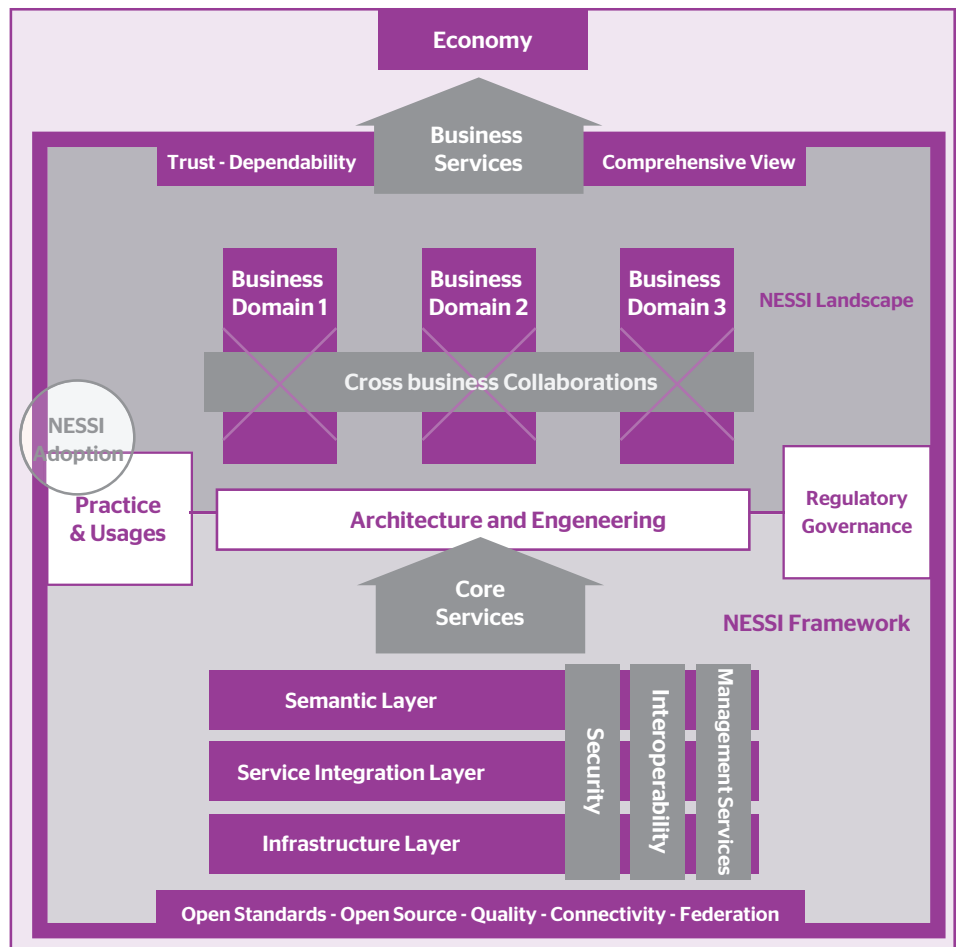 Economy
Business
Services
Trust - Dependability
Comprehensive View
Business
Domain 1
Business
Domain 2
Business
Domain 3
NESSI Landscape
Cross business Collaborations
NESSI
Adoption
Practice
& Usages
Architecture and Engeneering
Regulatory
Governance
Core
Services
NESSI Framework
Semantic Layer
Service Integration Layer
Infrastructure Layer
Security
Interoperability
Management Services
Open Standards - Open Source - Quality - Connectivity - Federation